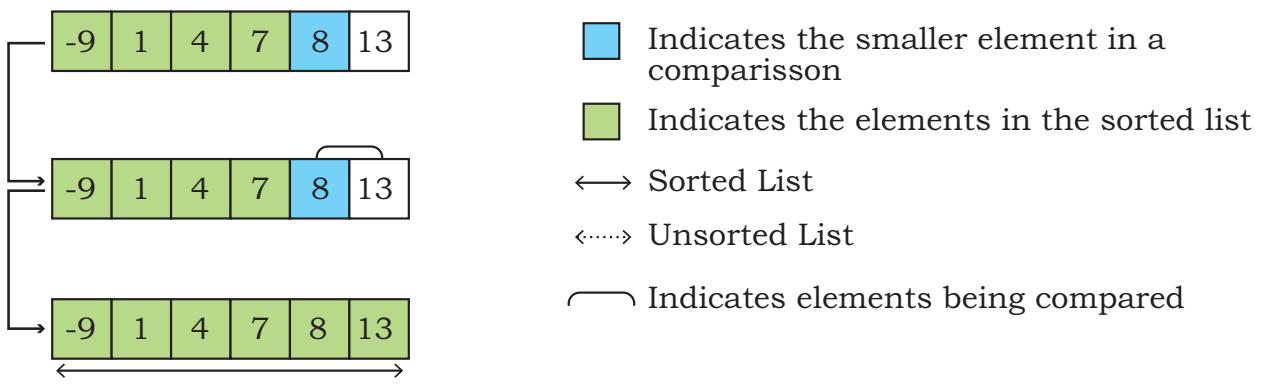 -9 1 4 7 8 13
-9 1 4 7 8 13
-9 1 4 7 8 13
Indicates the smaller element in a
comparisson
Indicates the elements in the sorted list
Sorted List
Unsorted List
Indicates elements being compared